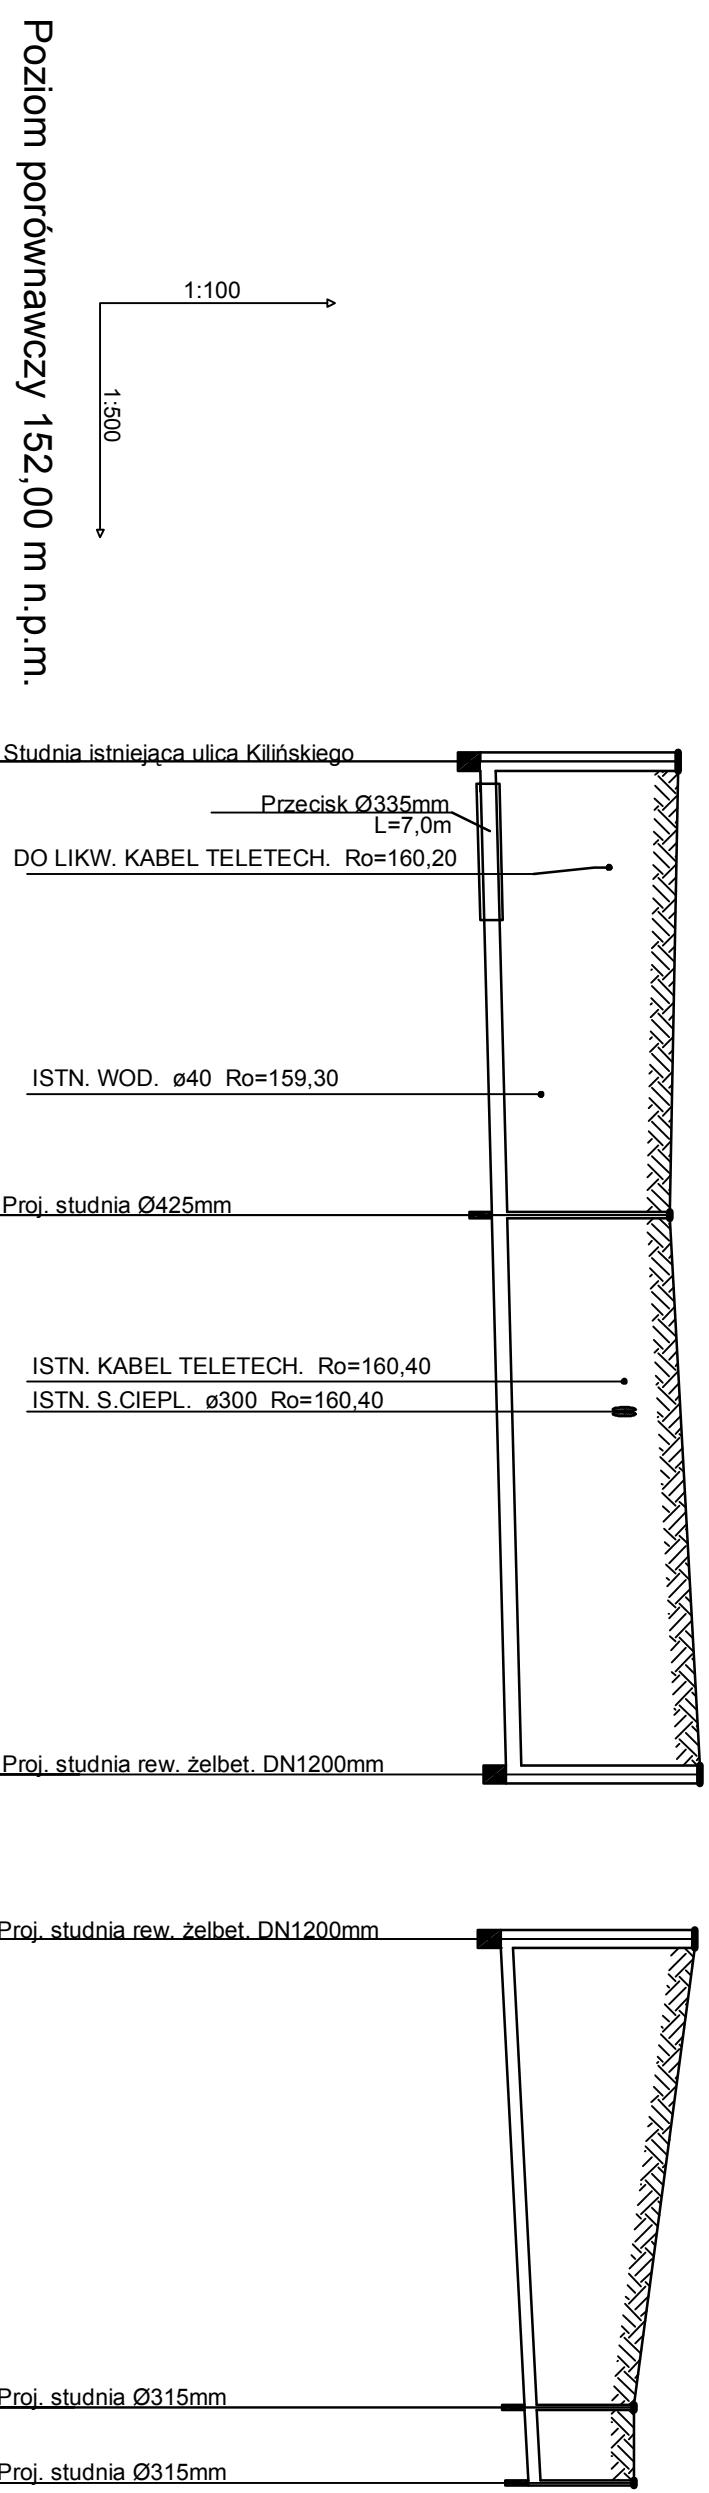 Poziom porównawczy 152,00 m n.p.m.
1:100
1:500
Studnia istniejąca ulica Kilińskiego
Przecisk Ø335mm
L=7,0m
DO LIKW. KABEL TELETECH. Ro=160,20
ISTN. WOD. ø40 Ro=159,30
Proj. studnia Ø425mm
ISTN. KABEL TELETECH. Ro=160,40
ISTN. S.CIEPL. ø300 Ro=160,40
Proj. studnia rew. żelbet. DN1200mm
Proj. studnia rew. żelbet. DN1200mm
Proj. studnia Ø315mm
Proj. studnia Ø315mm